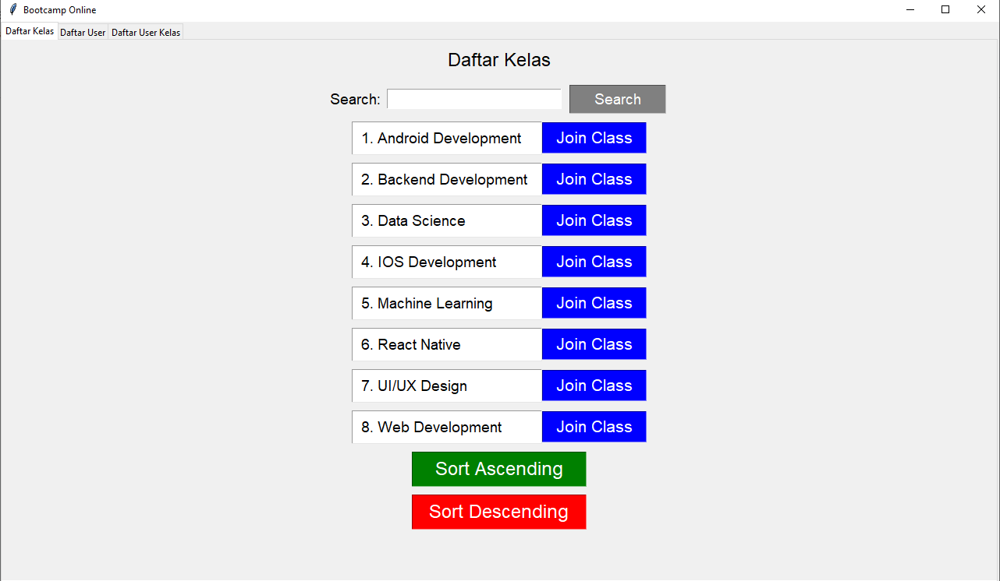 Bootcamp Online
Daftar Kelas Daftar User Daftar User Kelas
Daftar Kelas
Search: Search
1. Android Development Join Class
2. Backend Development Join Class
3. Data Science Join Class
4. IOS Development Join Class
5. Machine Learning Join Class
6. React Native Join Class
7. UI/UX Design Join Class
8. Web Development Join Class
Sort Ascending
Sort Descending